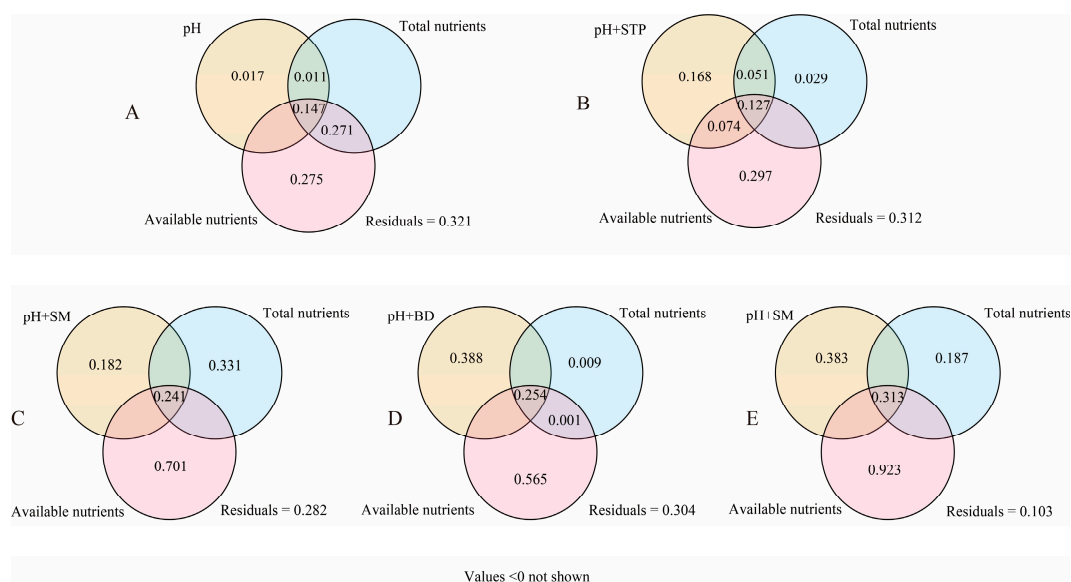 pH
Total nutrients
0.017
0.011
0.147
0.271
A
0.275
Available nutrients
Residuals = 0.321
pH+STP
Total nutrients
0.168
0.051
0.029
0.127
0.074
B
0.297
Available nutrients
Residuals = 0.312
pH+SM
Total nutrients
0.182
0.331
0.241
C
0.701
Available nutrients
Residuals = 0.282
pH+BD
Total nutrients
0.388
0.009
0.254
0.001
D
0.565
Available nutrients
Residuals = 0.304
pH+SM
Total nutrients
0.383
0.187
0.313
E
0.923
Available nutrients
Residuals = 0.103
Values <0 not shown